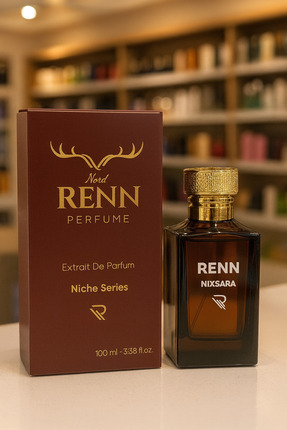 Nord
RENN
PERFUME
Extrait De Parfum
Niche Series
R
100 ml - 3.38 fl.oz.
RENN
NIXSARA
R